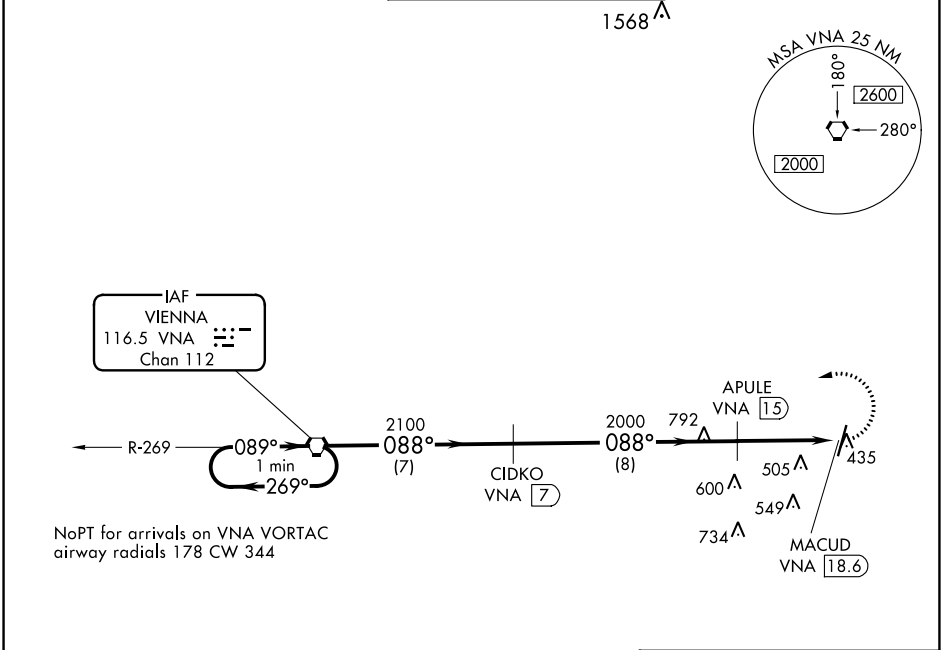 1568
MSA VNA 25 NM
180°
2600
280°
2000
IAF
VIENNA
116.5 VNA
Chan 112
APULE
VNA 15
R-269
089°
1 min
269°
2100
088°
(7)
CIDKO
VNA 7
2000
088°
(8)
792
600
734
505
549
435
MACUD
VNA 18.6
NoPT for arrivals on VNA VORTAC
airway radials 178 CW 344